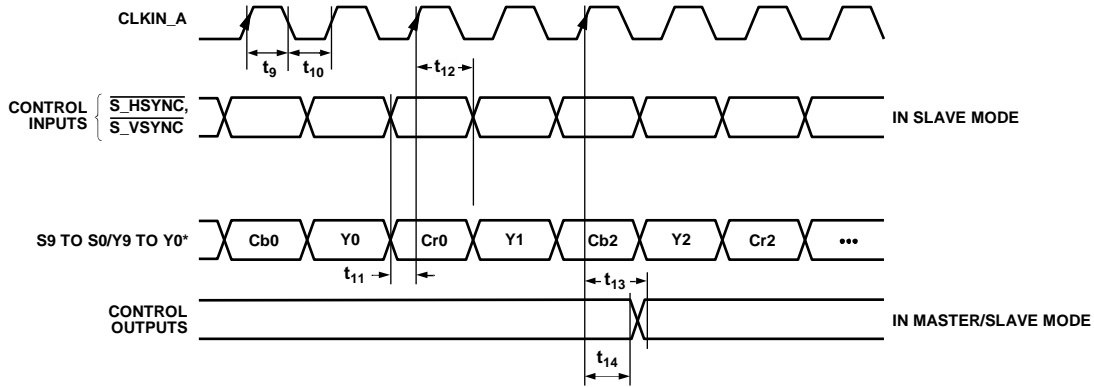 CLKIN_A
t9
t10
t12
CONTROL INPUTS
S_HSYNC,
S_VSYNC
IN SLAVE MODE
S9 TO S0/Y9 TO Y0*
Cb0
Y0
Cr0
Y1
Cb2
Y2
Cr2
•••
t11
t13
CONTROL
OUTPUTS
IN MASTER/SLAVE MODE
t14